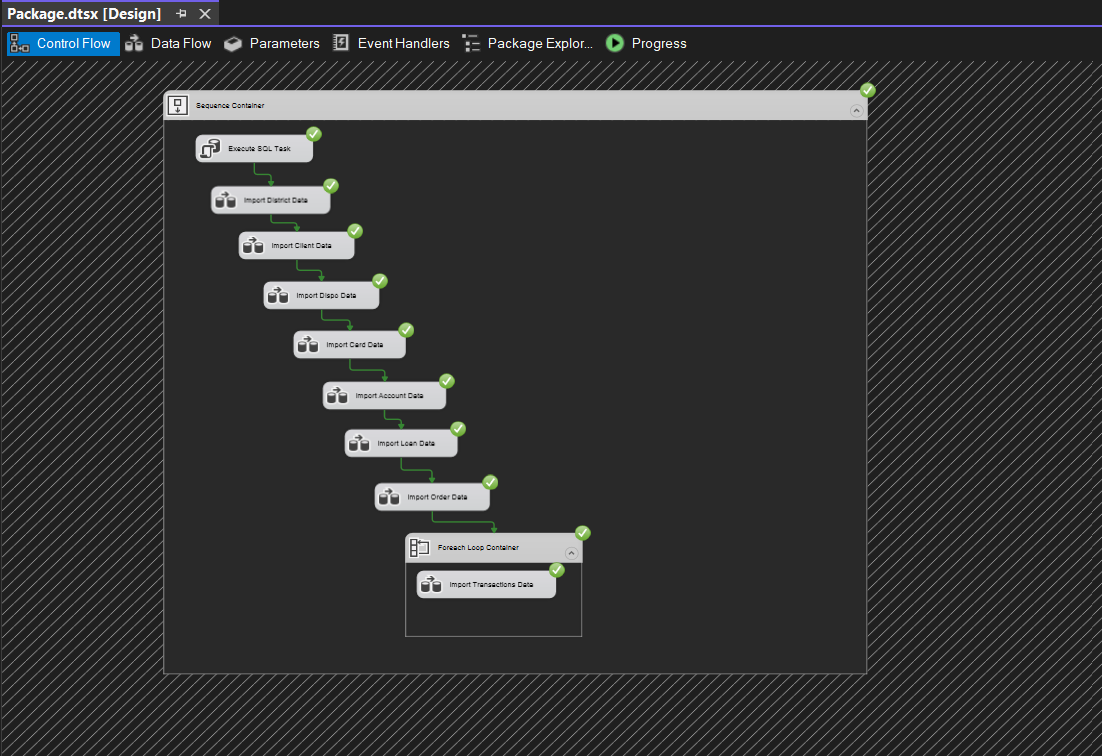 Package.dtsx [Design]
Control Flow
Data Flow
Parameters
Event Handlers
Package Explor...
Progress
Sequence Container
Execute SQL Task
Import District Data
Import Client Data
Import Dispo Data
Import Card Data
Import Account Data
Import Loan Data
Import Order Data
Foreach Loop Container
Import Transactions Data